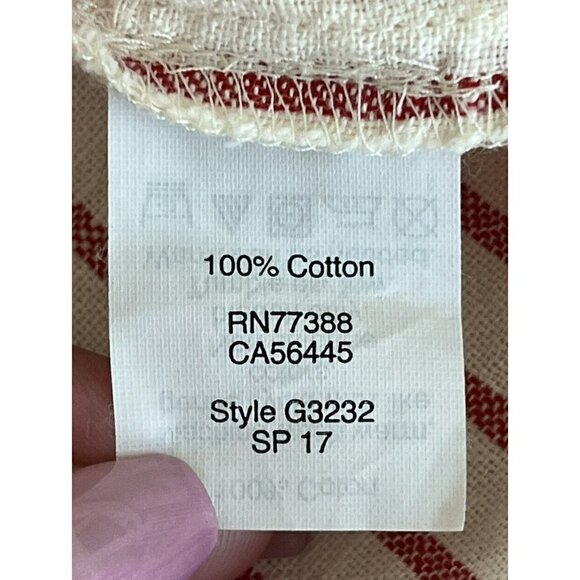 100% Cotton
RN77388
CA56445
Style G3232
SP 17